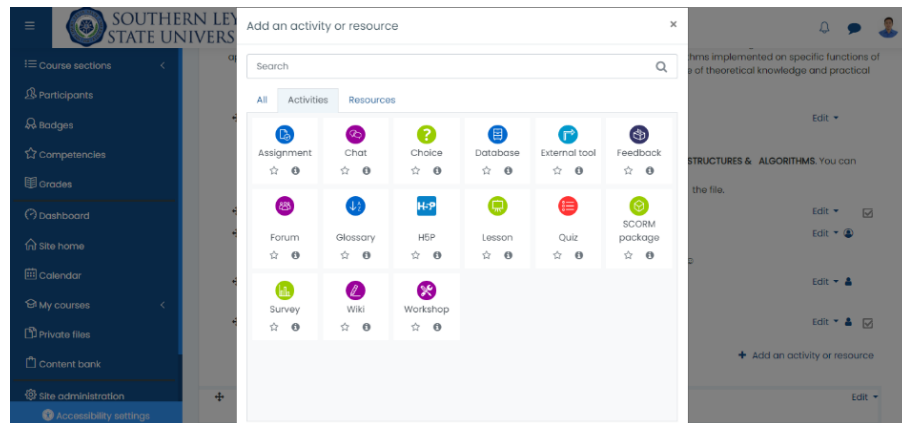 SOUTHERN LEY
STATE UNIVERS
Course sections
Participants
Badges
Competencies
Grades
Dashboard
Site home
Calendar
My courses
Private files
Content bank
Site administration
Accessibility settings
Add an activity or resource
×
Search
All Activities Resources
Assignment Chat Choice Database External tool Feedback
H5P
Forum Glossary H5P Lesson Quiz SCORM package
Survey Wiki Workshop
thms implemented on specific functions of
of theoretical knowledge and practical
Edit
STRUCTURES & ALGORITHMS. You can
the file.
Edit
Edit
Edit
Edit
+ Add an activity or resource
Edit